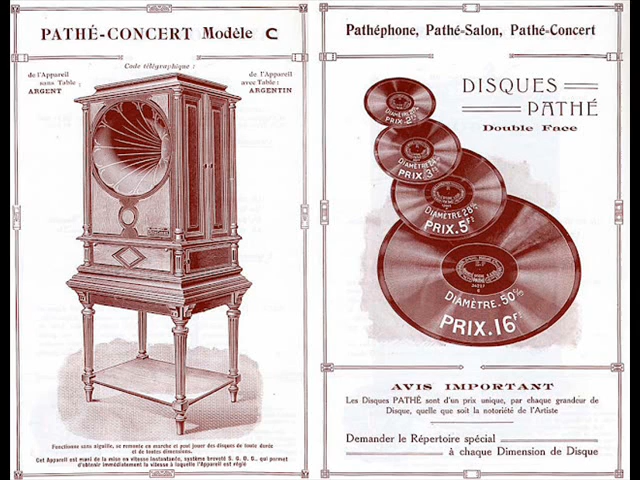 PATHÉ-CONCERT Modèle C
Code télégraphique :
de l'Appareil
sans Table :
ARGENT
de l'Appareil
avec Table :
ARGENTIN
Fonctionne sans aiguille, se remonte en marche et peut jouer des disques de toute durée
et de toutes dimensions.
Cet Appareil est muni de la mise en vitesse instantanée, système breveté S. G. D. G., qui permet
d'obtenir immédiatement la vitesse à laquelle l'Appareil est réglé
Pathéphone, Pathé-Salon, Pathé-Concert
DISQUES
PATHÉ
Double Face
DIAMÈTRE
PRIX.
DIAMÈTRE
PRIX.3F
DIAMÈTRE.28%
PRIX.5F
DIAMÈTRE.50%
PRIX.16F
AVIS IMPORTANT
Les Disques PATHÉ sont d'un prix unique, par chaque grandeur de
Disque, quelle que soit la notoriété de l'Artiste
Demander le Répertoire spécial
à chaque Dimension de Disque